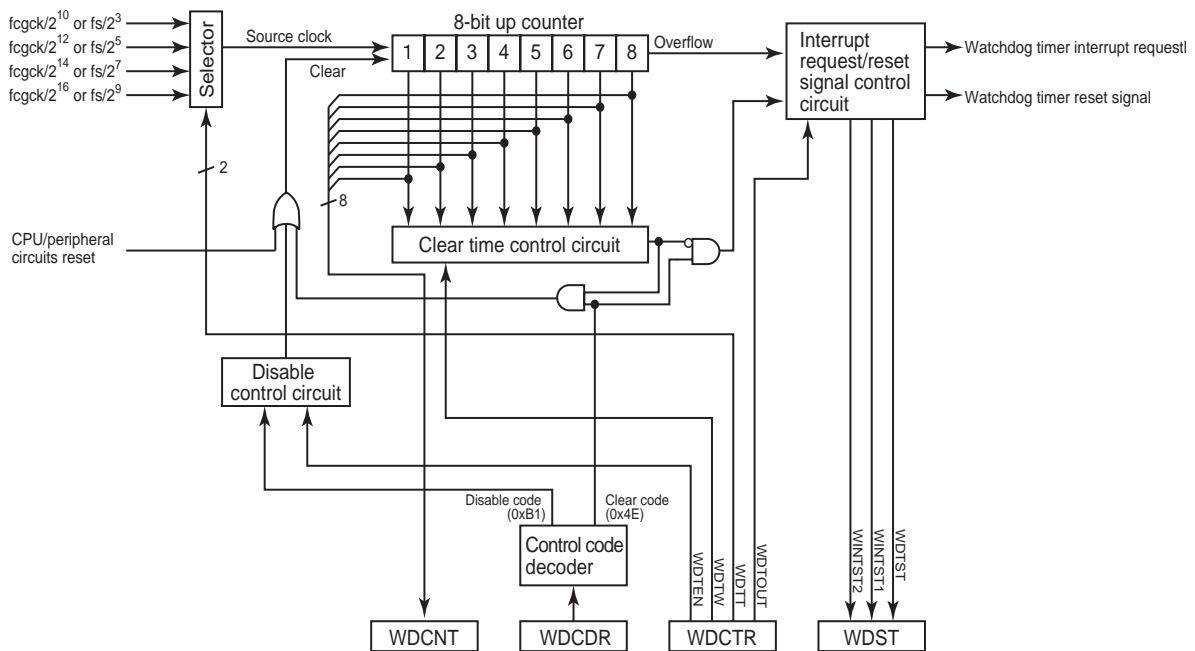 8-bit up counter
fcgck/2^10 or fs/2^3
fcgck/2^12 or fs/2^5
fcgck/2^14 or fs/2^7
fcgck/2^16 or fs/2^9
Selector
Source clock
Clear
1 2 3 4 5 6 7 8
Overflow
Interrupt
request/reset
signal control
circuit
Watchdog timer interrupt requestl
Watchdog timer reset signal
2
8
CPU/peripheral
circuits reset
Clear time control circuit
Disable
control circuit
Disable code
(0xB1)
Clear code
(0x4E)
Control code
decoder
WDTEN
WDTW
WDTT
WDTOUT
WINTST2
WINTST1
WDTST
WDCNT
WDCDR
WDCTR
WDST